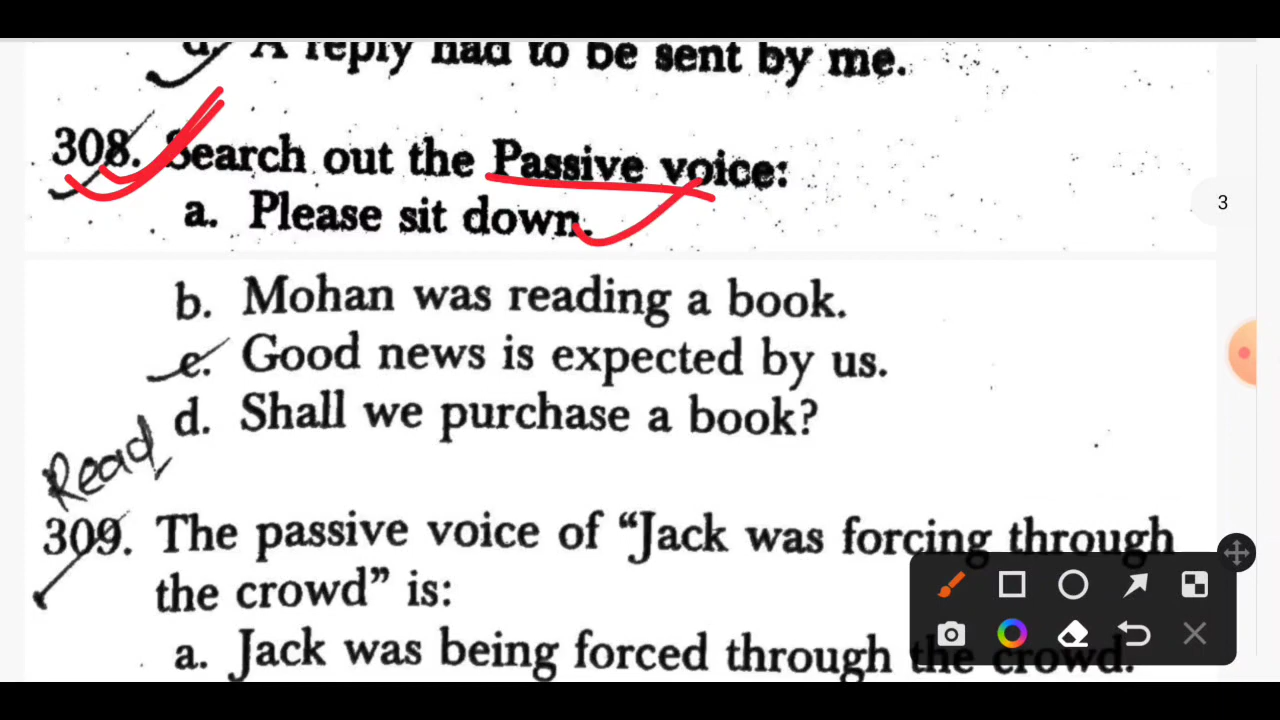 d. A reply had to be sent by me.
308. Search out the Passive voice:
a. Please sit down.
3
b. Mohan was reading a book.
c. Good news is expected by us.
d. Shall we purchase a book?
Read
309. The passive voice of “Jack was forcing through
the crowd” is:
a. Jack was being forced through the crowd.